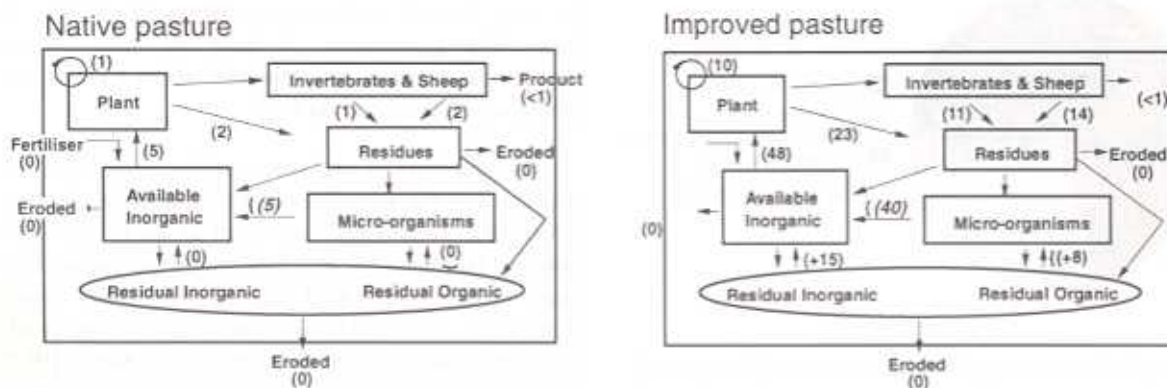 Native pasture
(1)
Plant
Invertebrates & Sheep
Product
(<1)
(1)
(2)
(2)
Fertiliser
(0)
(5)
Residues
Eroded
(0)
Available
Inorganic
Eroded
(0)
{ (5)
Micro-organisms
(0)
(0)
Residual Inorganic
Residual Organic
Eroded
(0)
Improved pasture
(10)
Plant
Invertebrates & Sheep
(<1)
(11)
(14)
(23)
(48)
Residues
Eroded
(0)
Available
Inorganic
(0)
{ (40)
Micro-organisms
(+15)
{(+8)
Residual Inorganic
Residual Organic
Eroded
(0)